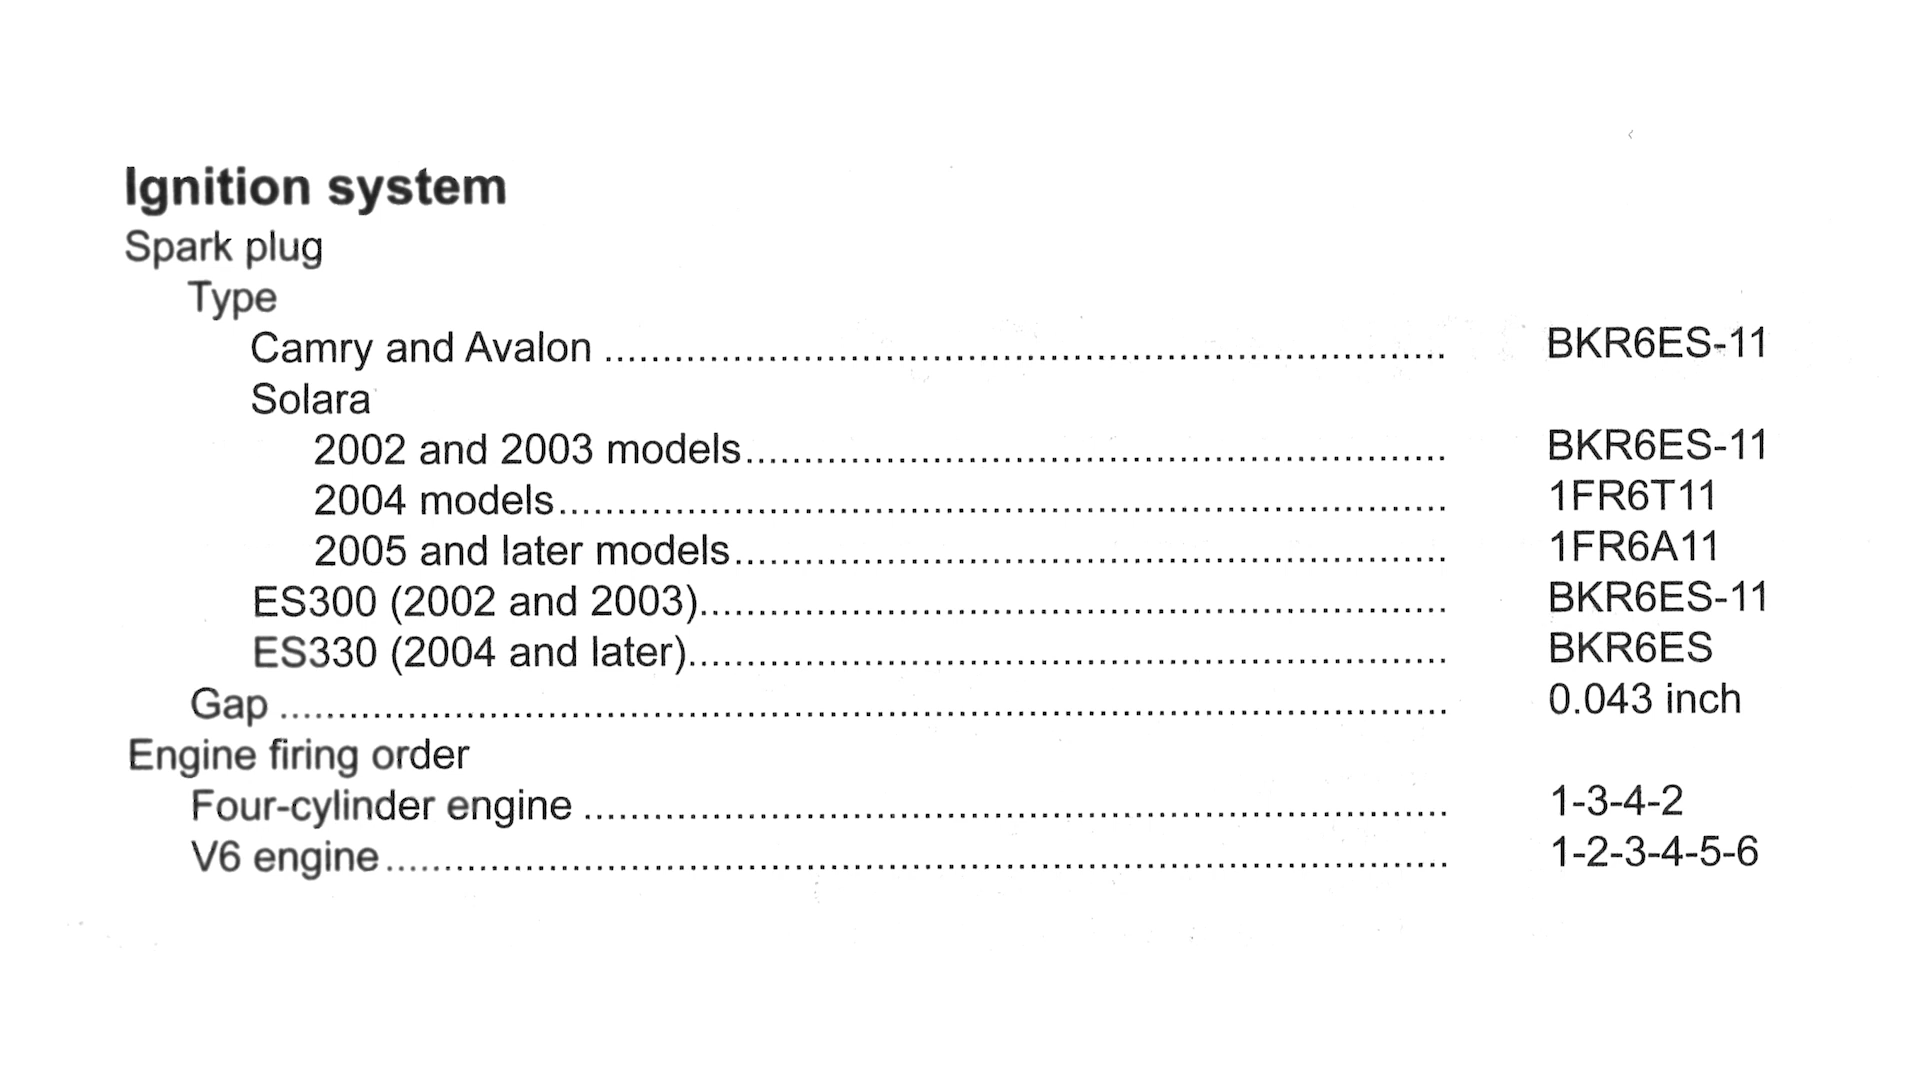 Ignition system
Spark plug
Type
Camry and Avalon ........................................................................ BKR6ES-11
Solara
2002 and 2003 models............................................................ BKR6ES-11
2004 models............................................................................ 1FR6T11
2005 and later models............................................................. 1FR6A11
ES300 (2002 and 2003)................................................................ BKR6ES-11
ES330 (2004 and later)................................................................. BKR6ES
Gap .................................................................................................... 0.043 inch
Engine firing order
Four-cylinder engine .......................................................................... 1-3-4-2
V6 engine........................................................................................... 1-2-3-4-5-6